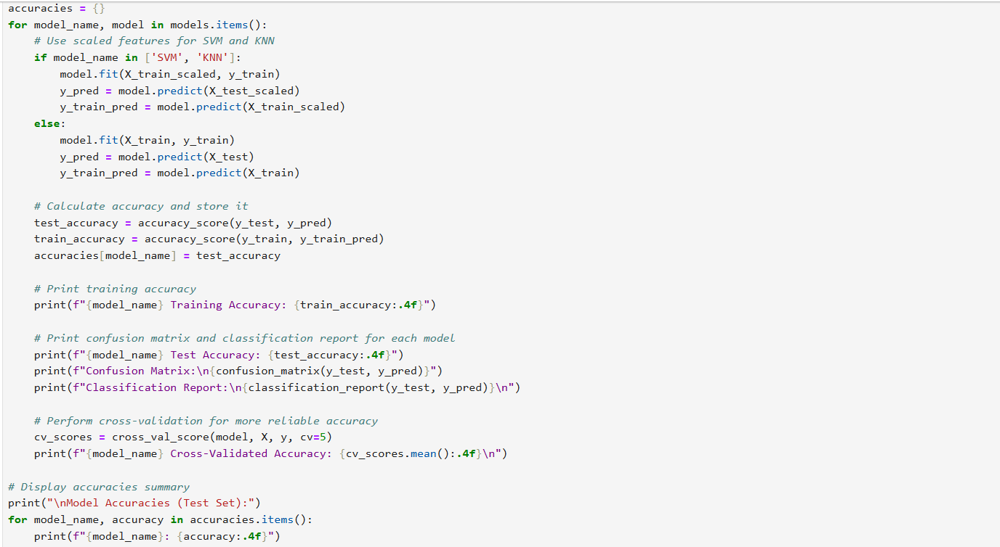 accuracies = {}
for model_name, model in models.items():
    # Use scaled features for SVM and KNN
    if model_name in ['SVM', 'KNN']:
        model.fit(X_train_scaled, y_train)
        y_pred = model.predict(X_test_scaled)
        y_train_pred = model.predict(X_train_scaled)
    else:
        model.fit(X_train, y_train)
        y_pred = model.predict(X_test)
        y_train_pred = model.predict(X_train)

    # Calculate accuracy and store it
    test_accuracy = accuracy_score(y_test, y_pred)
    train_accuracy = accuracy_score(y_train, y_train_pred)
    accuracies[model_name] = test_accuracy

    # Print training accuracy
    print(f"{model_name} Training Accuracy: {train_accuracy:.4f}")

    # Print confusion matrix and classification report for each model
    print(f"{model_name} Test Accuracy: {test_accuracy:.4f}")
    print(f"Confusion Matrix:\n{confusion_matrix(y_test, y_pred)}")
    print(f"Classification Report:\n{classification_report(y_test, y_pred)}\n")

    # Perform cross-validation for more reliable accuracy
    cv_scores = cross_val_score(model, X, y, cv=5)
    print(f"{model_name} Cross-Validated Accuracy: {cv_scores.mean():.4f}\n")

# Display accuracies summary
print("\nModel Accuracies (Test Set):")
for model_name, accuracy in accuracies.items():
    print(f"{model_name}: {accuracy:.4f}")